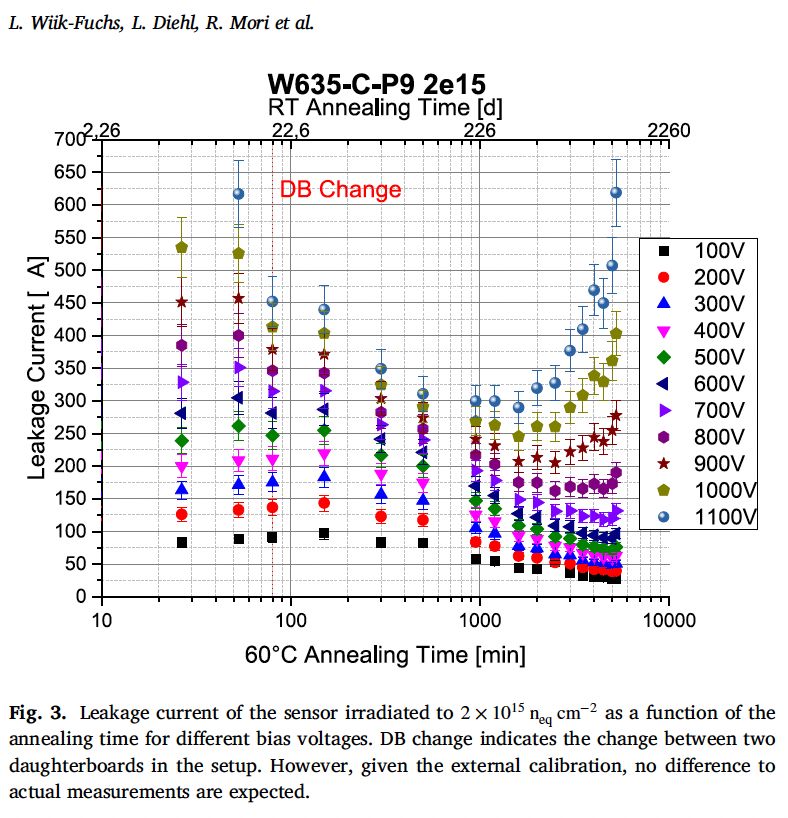 L. Wiik-Fuchs, L. Diehl, R. Mori et al.
W635-C-P9 2e15
RT Annealing Time [d]
2,26 22,6 226 2260
700
650
600
550
500
450
400
350
300
250
200
150
100
50
0
Leakage Current [ A]
DB Change
100V
200V
300V
400V
500V
600V
700V
800V
900V
1000V
1100V
10 100 1000 10000
60°C Annealing Time [min]
Fig. 3. Leakage current of the sensor irradiated to 2 × 10¹⁵ n_eq cm⁻² as a function of the
annealing time for different bias voltages. DB change indicates the change between two
daughterboards in the setup. However, given the external calibration, no difference to
actual measurements are expected.